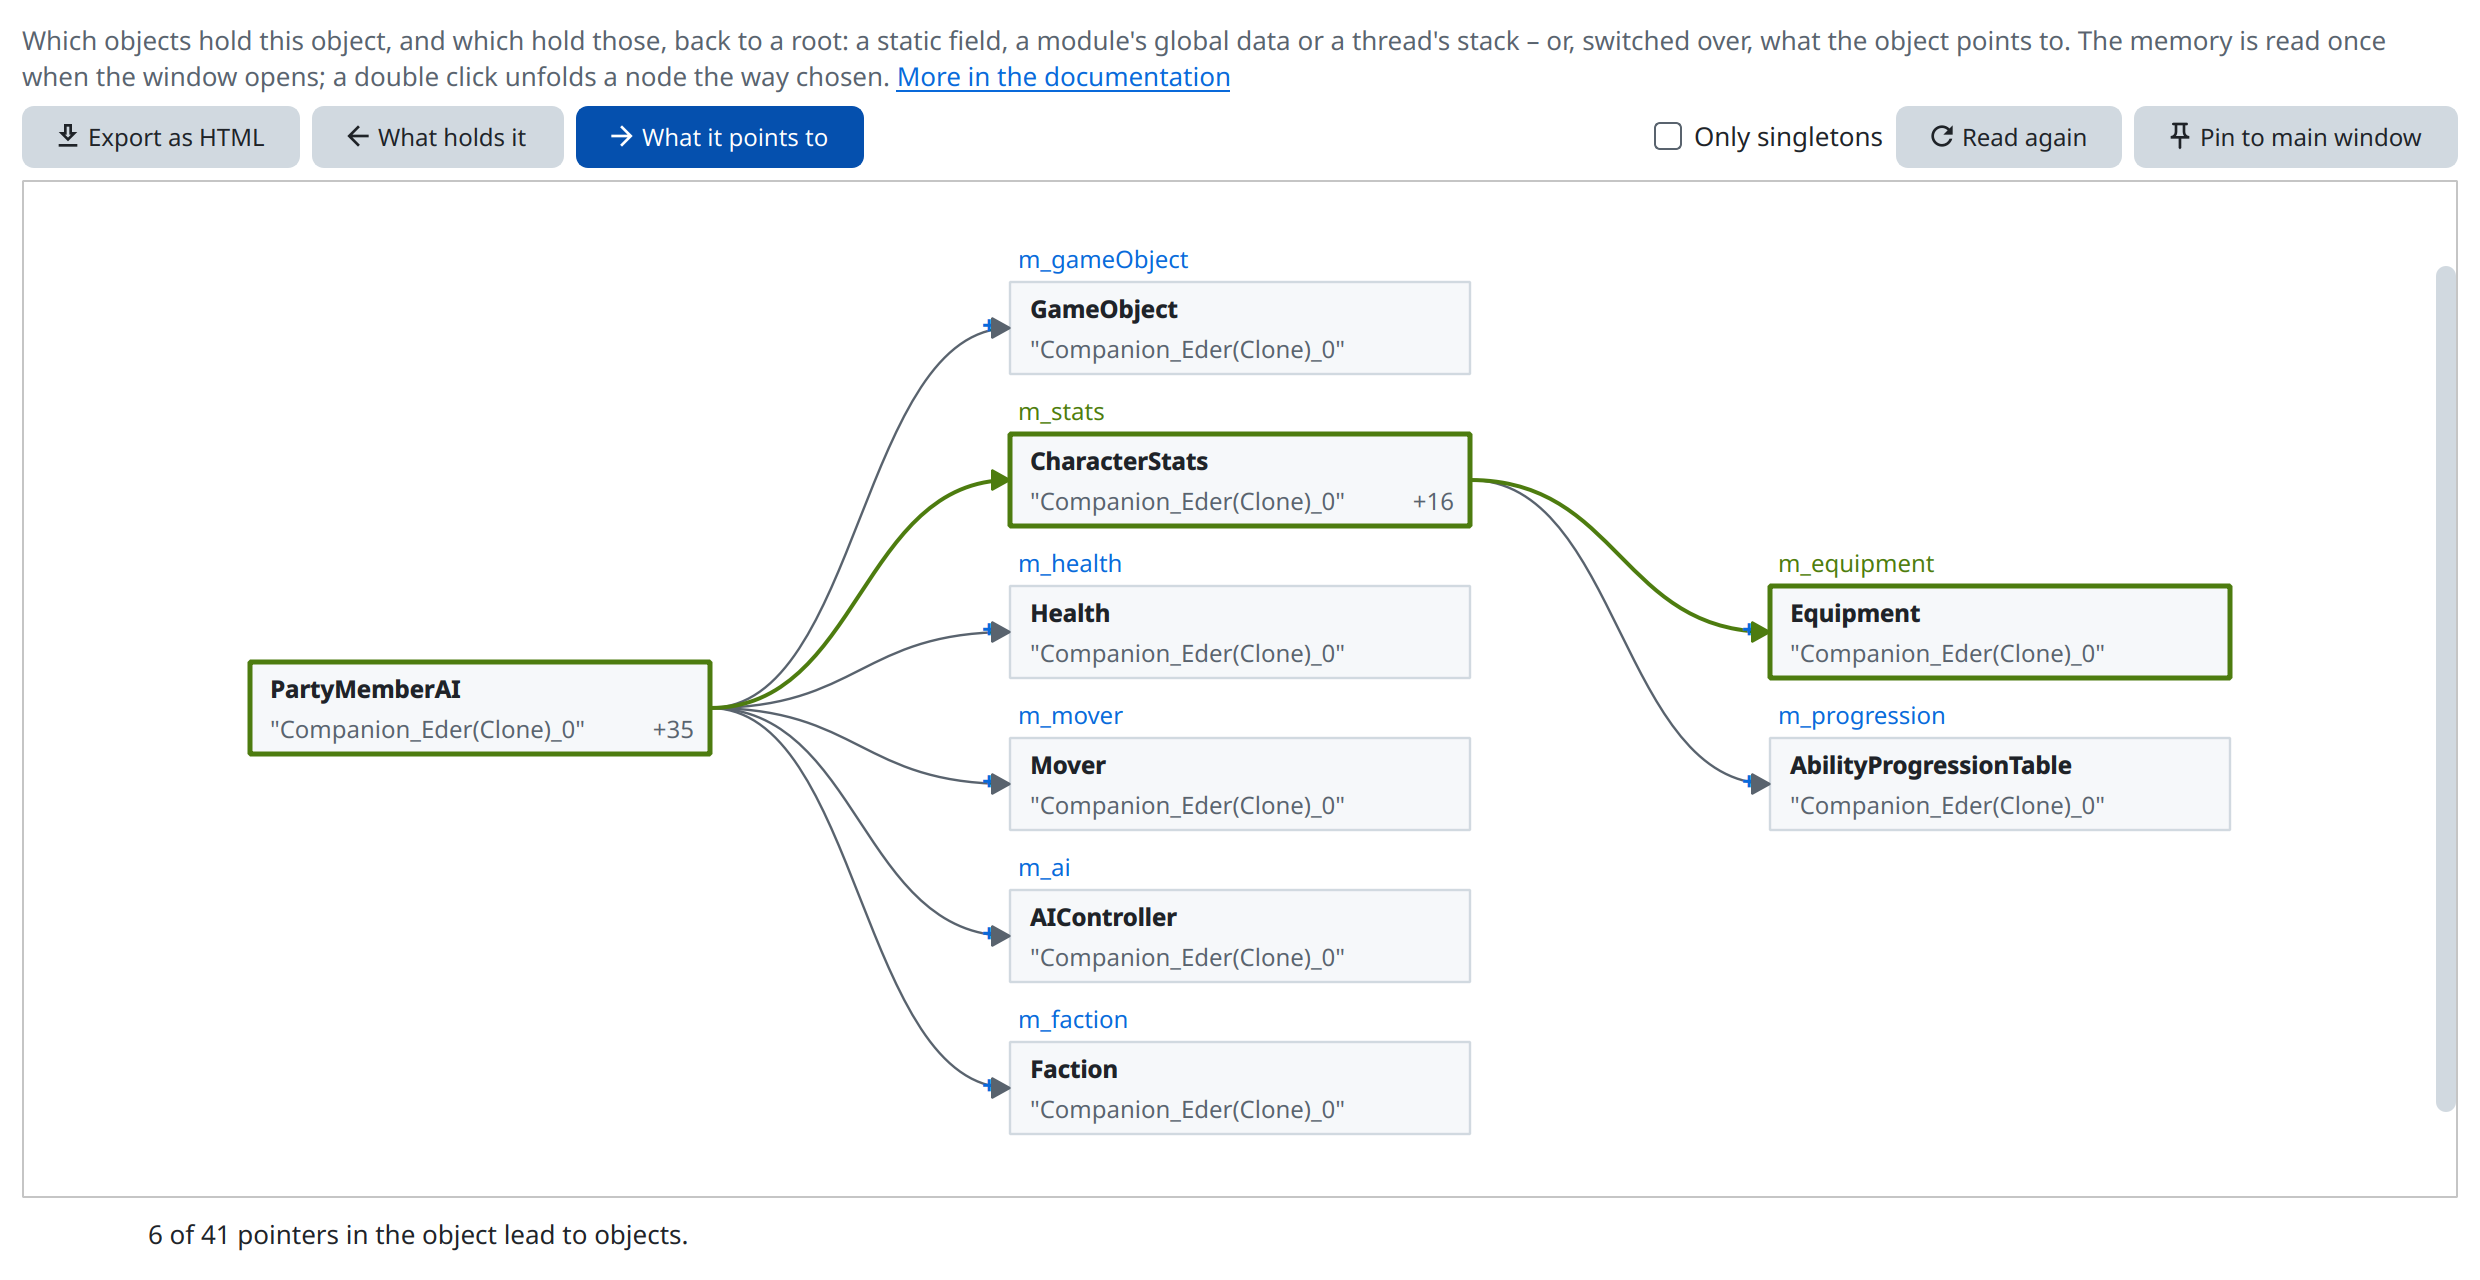 Which objects hold this object, and which hold those, back to a root: a static field, a module's global data or a thread's stack – or, switched over, what the object points to. The memory is read once
when the window opens; a double click unfolds a node the way chosen. More in the documentation
Export as HTML
What holds it
What it points to
Only singletons
Read again
Pin to main window
m_gameObject
GameObject
"Companion_Eder(Clone)_0"
m_stats
CharacterStats
"Companion_Eder(Clone)_0" +16
m_health
Health
"Companion_Eder(Clone)_0"
m_equipment
Equipment
"Companion_Eder(Clone)_0"
PartyMemberAI
"Companion_Eder(Clone)_0" +35
m_mover
Mover
"Companion_Eder(Clone)_0"
m_progression
AbilityProgressionTable
"Companion_Eder(Clone)_0"
m_ai
AIController
"Companion_Eder(Clone)_0"
m_faction
Faction
"Companion_Eder(Clone)_0"
6 of 41 pointers in the object lead to objects.